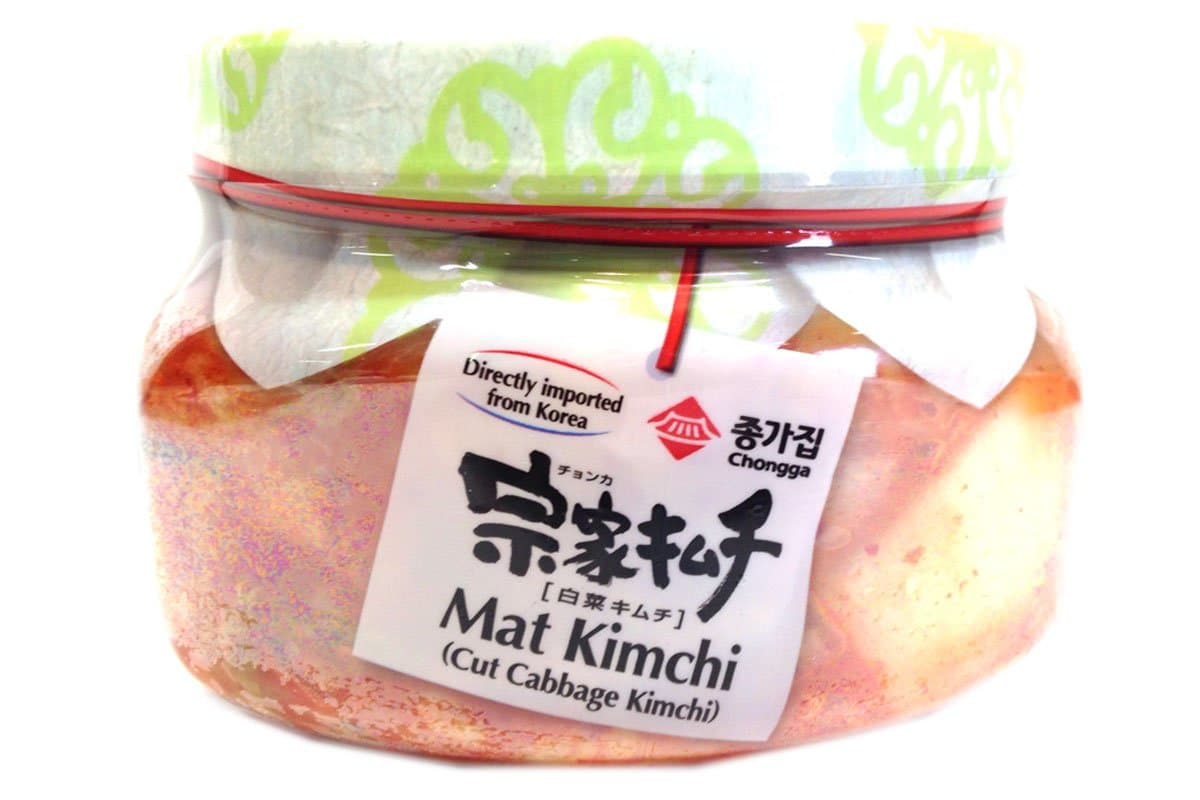 Directly imported
from Korea
종가집
Chongga
チョンカ
宗家キムチ
[白菜キムチ]
Mat Kimchi
(Cut Cabbage Kimchi)